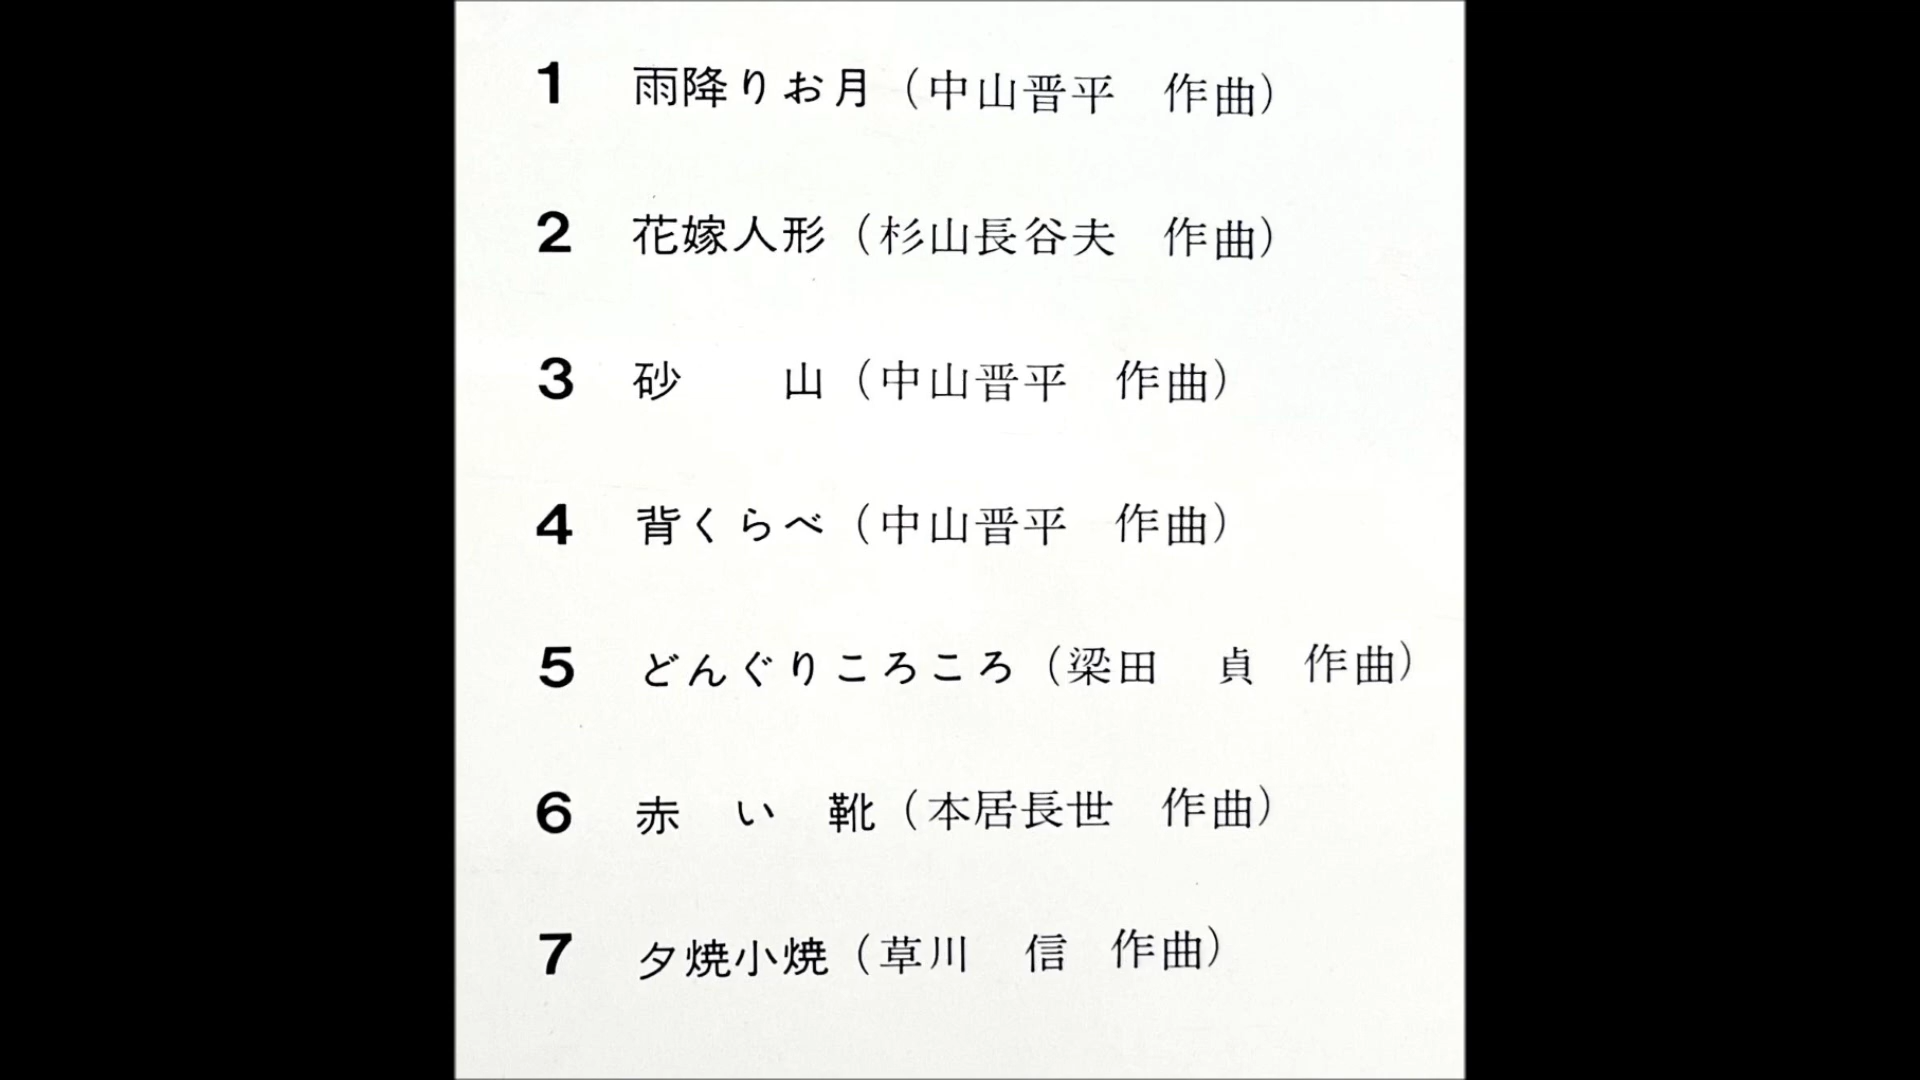 1 雨降りお月（中山晋平 作曲）
2 花嫁人形（杉山長谷夫 作曲）
3 砂 山（中山晋平 作曲）
4 背くらべ（中山晋平 作曲）
5 どんぐりころころ（梁田 貞 作曲）
6 赤 い 靴（本居長世 作曲）
7 夕焼小焼（草川 信 作曲）